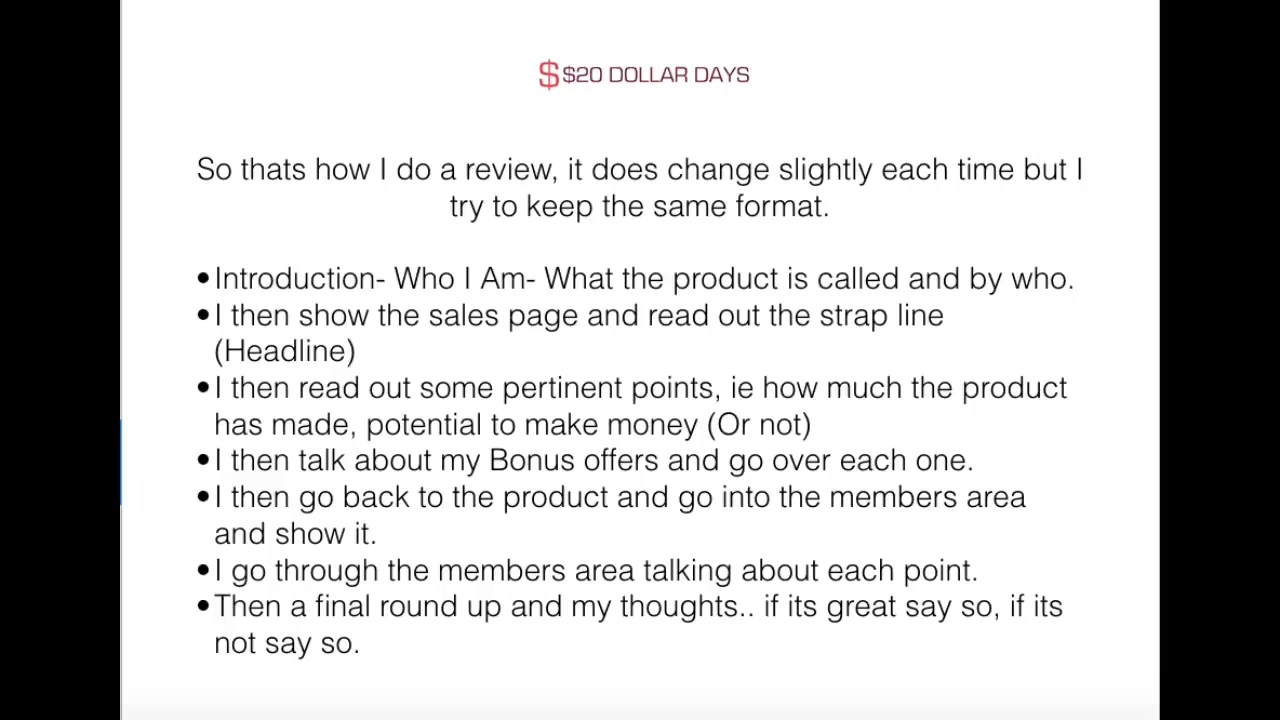 $ $20 DOLLAR DAYS
So thats how I do a review, it does change slightly each time but I
try to keep the same format.
•Introduction- Who I Am- What the product is called and by who.
•I then show the sales page and read out the strap line
(Headline)
•I then read out some pertinent points, ie how much the product
has made, potential to make money (Or not)
•I then talk about my Bonus offers and go over each one.
•I then go back to the product and go into the members area
and show it.
•I go through the members area talking about each point.
•Then a final round up and my thoughts.. if its great say so, if its
not say so.